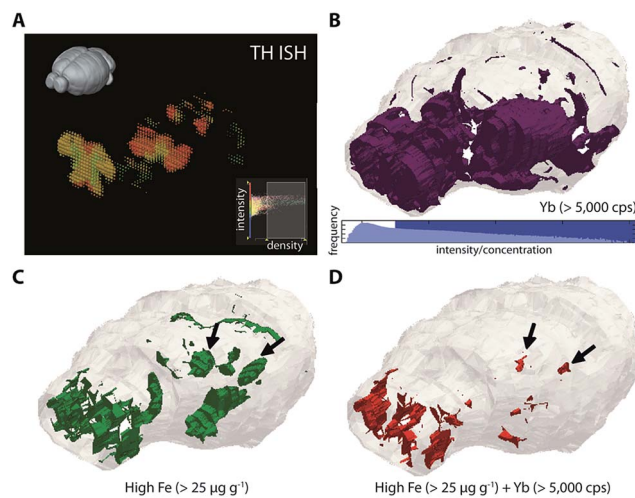 A
TH ISH
intensity
density
B
Yb (> 5,000 cps)
frequency
intensity/concentration
C
High Fe (> 25 µg g⁻¹)
D
High Fe (> 25 µg g⁻¹) + Yb (> 5,000 cps)